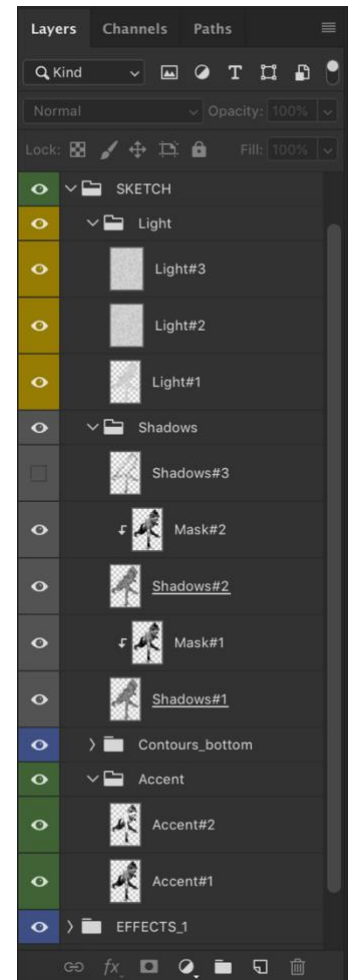 Layers Channels Paths
Kind T
Normal Opacity: 100%
Lock: Fill: 100%
SKETCH
Light
Light#3
Light#2
Light#1
Shadows
Shadows#3
Mask#2
Shadows#2
Mask#1
Shadows#1
Contours_bottom
Accent
Accent#2
Accent#1
EFFECTS_1
fx